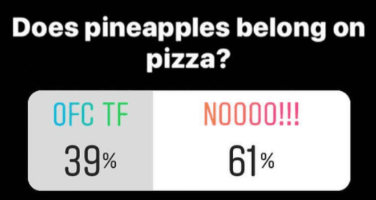 Does pineapples belong on
pizza?
OFC TF NOOOO!!!
39% 61%